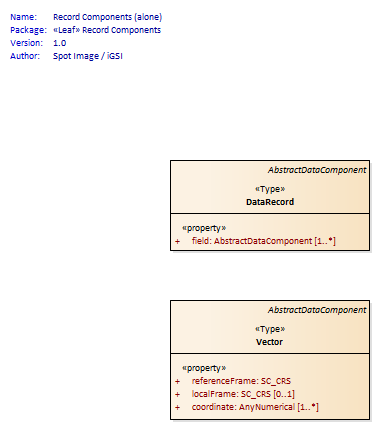 Name: Record Components (alone)
Package: «Leaf» Record Components
Version: 1.0
Author: Spot Image / iGSI
AbstractDataComponent
«Type»
DataRecord
«property»
+ field: AbstractDataComponent [1..*]
AbstractDataComponent
«Type»
Vector
«property»
+ referenceFrame: SC_CRS
+ localFrame: SC_CRS [0..1]
+ coordinate: AnyNumerical [1..*]